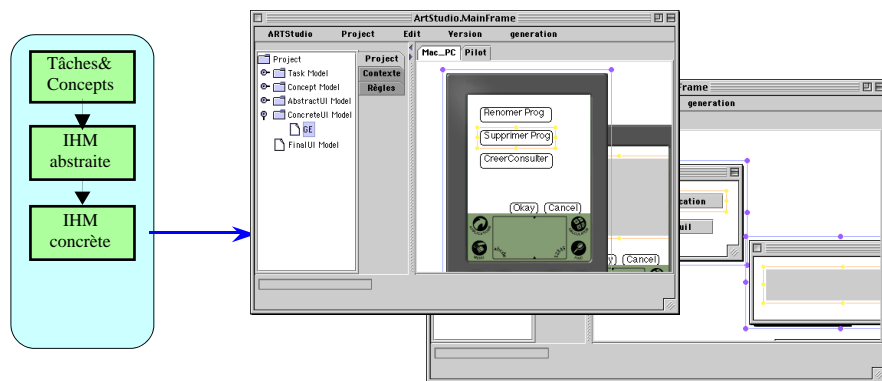 Tâches&
Concepts
IHM
abstraite
IHM
concrète
ArtStudio.MainFrame
ARTStudio Project Edit Version generation
Project
Task Model
Concept Model
AbstractUI Model
ConcreteUI Model
GE
FinalUI Model
Project
Contexte
Règles
Mac_PC Pilot
Renomer Prog
Supprimer Prog
CreerConsulter
Okay Cancel
y) Cancel
Frame
generation
cation
uil